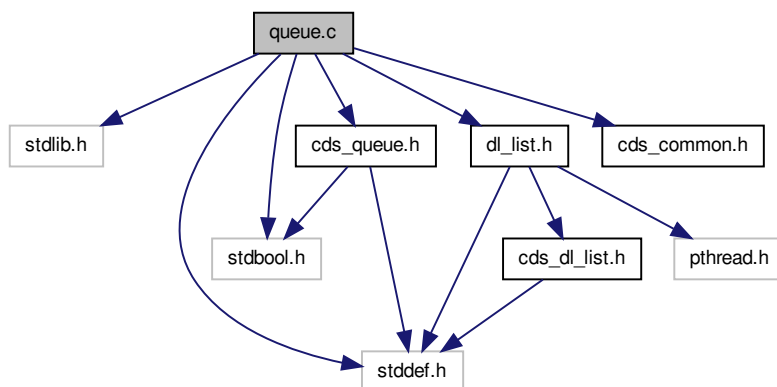 queue.c
stdlib.h
cds_queue.h
dl_list.h
cds_common.h
stdbool.h
cds_dl_list.h
pthread.h
stddef.h